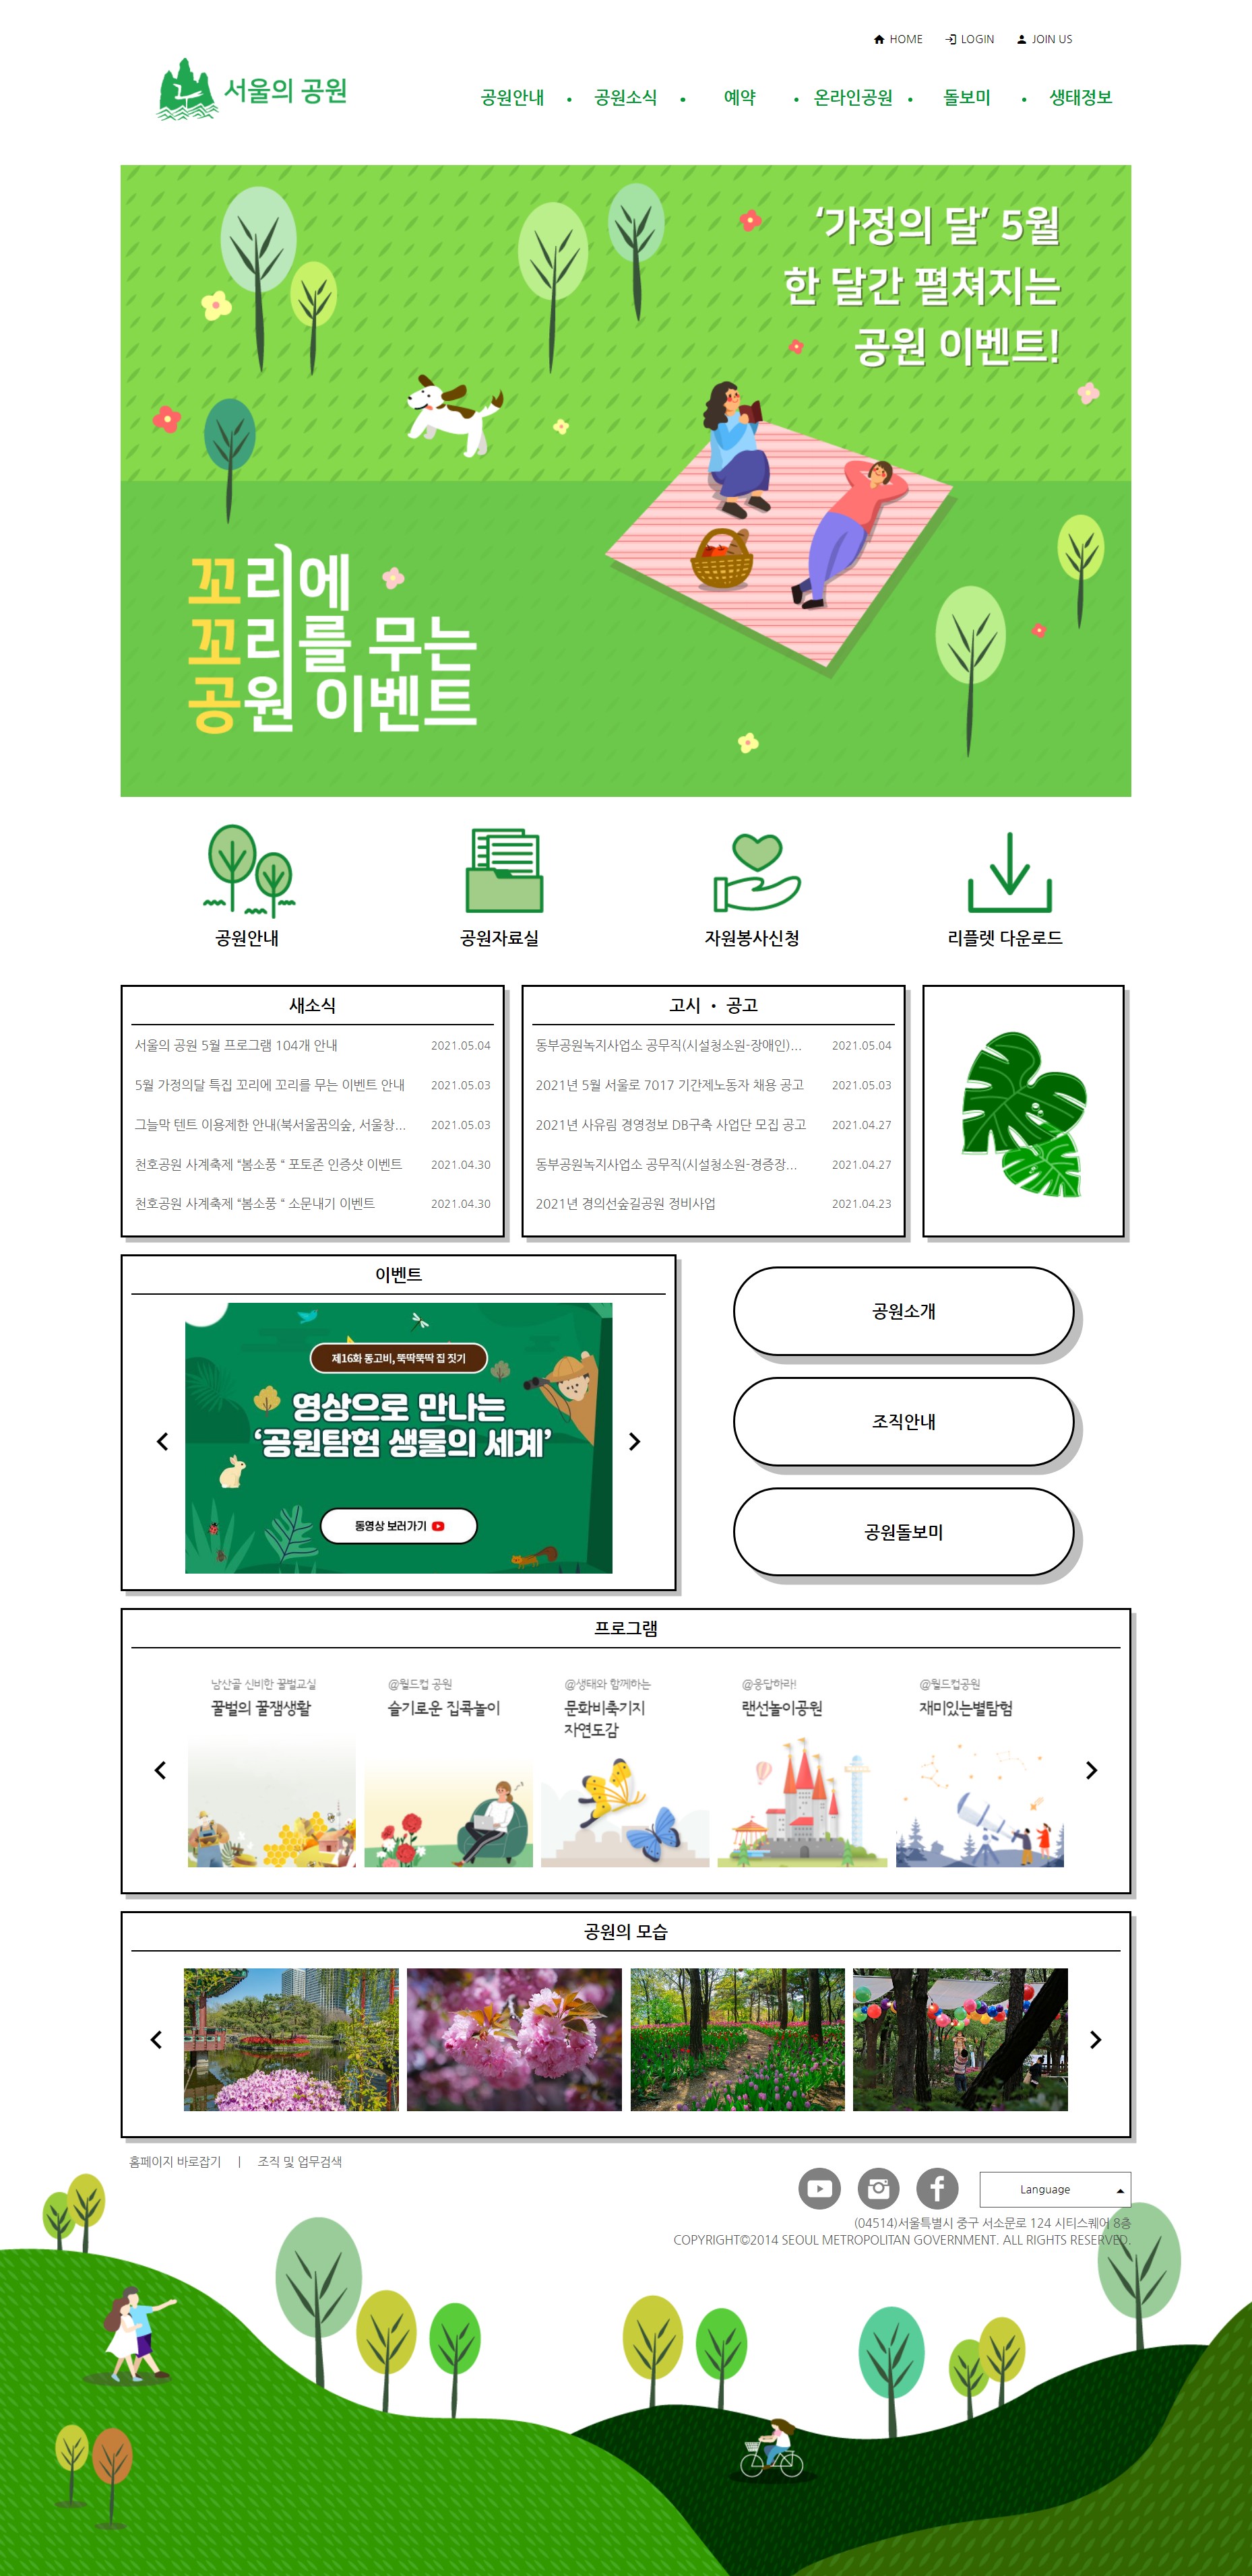 HOME
LOGIN
JOIN US
서울의 공원
공원안내 • 공원소식 • 예약 • 온라인공원 • 돌보미 • 생태정보
‘가정의 달’ 5월
한 달간 펼쳐지는
공원 이벤트!
꼬리에
꼬리를 무는
공원 이벤트
공원안내
공원자료실
자원봉사신청
리플렛 다운로드
새소식
서울의 공원 5월 프로그램 104개 안내 2021.05.04
5월 가정의달 특집 꼬리에 꼬리를 무는 이벤트 안내 2021.05.03
그늘막 텐트 이용제한 안내(북서울꿈의숲, 서울창... 2021.05.03
천호공원 사계축제 “봄소풍 “ 포토존 인증샷 이벤트 2021.04.30
천호공원 사계축제 “봄소풍 “ 소문내기 이벤트 2021.04.30
고시 • 공고
동부공원녹지사업소 공무직(시설청소원-장애인)... 2021.05.04
2021년 5월 서울로 7017 기간제노동자 채용 공고 2021.05.03
2021년 사유림 경영정보 DB구축 사업단 모집 공고 2021.04.27
동부공원녹지사업소 공무직(시설청소원-경증장... 2021.04.27
2021년 경의선숲길공원 정비사업 2021.04.23
이벤트
제16화 동고비, 뚝딱뚝딱 집 짓기
영상으로 만나는
‘공원탐험 생물의 세계’
동영상 보러가기
공원소개
조직안내
공원돌보미
프로그램
남산골 신비한 꿀벌교실
꿀벌의 꿀잼생활
@월드컵 공원
슬기로운 집콕놀이
@생태와 함께하는
문화비축기지
자연도감
@응답하라!
랜선놀이공원
@월드컵공원
재미있는별탐험
공원의 모습
홈페이지 바로잡기 | 조직 및 업무검색
Language
(04514)서울특별시 중구 서소문로 124 시티스퀘어 8층
COPYRIGHT©2014 SEOUL METROPOLITAN GOVERNMENT. ALL RIGHTS RESERVED.